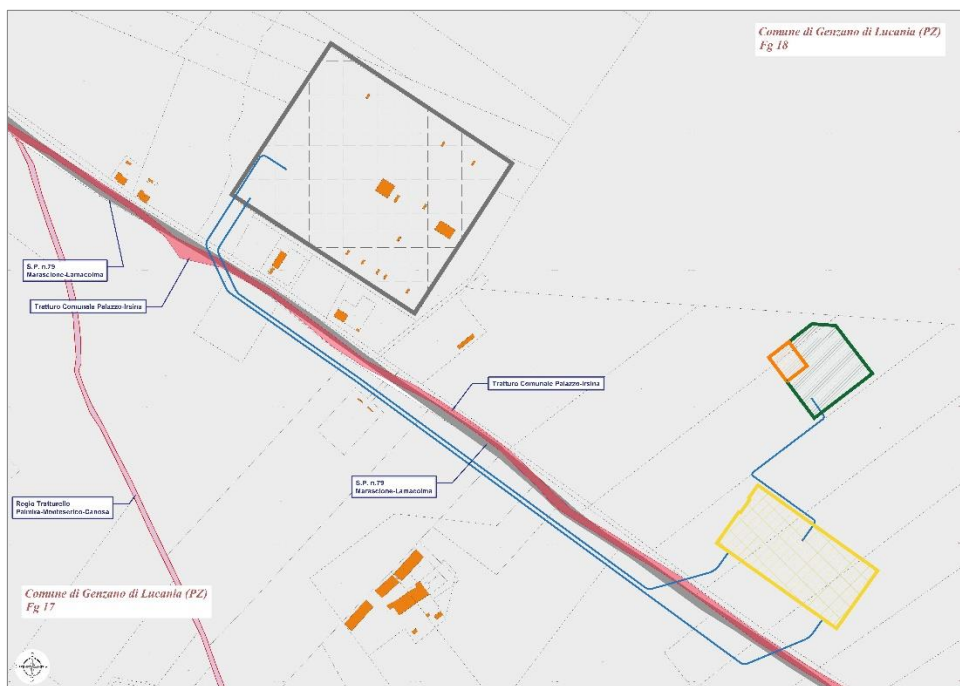 Comune di Genzano di Lucania (PZ)
Fg 18
S.P. n.79
Marascione-Lamacolma
Tratturo Comunale Palazzo-Irsina
Tratturo Comunale Palazzo-Irsina
S.P. n.79
Marascione-Lamacolma
Regio Tratturello
Palmira-Monteserico-Canosa
Comune di Genzano di Lucania (PZ)
Fg 17